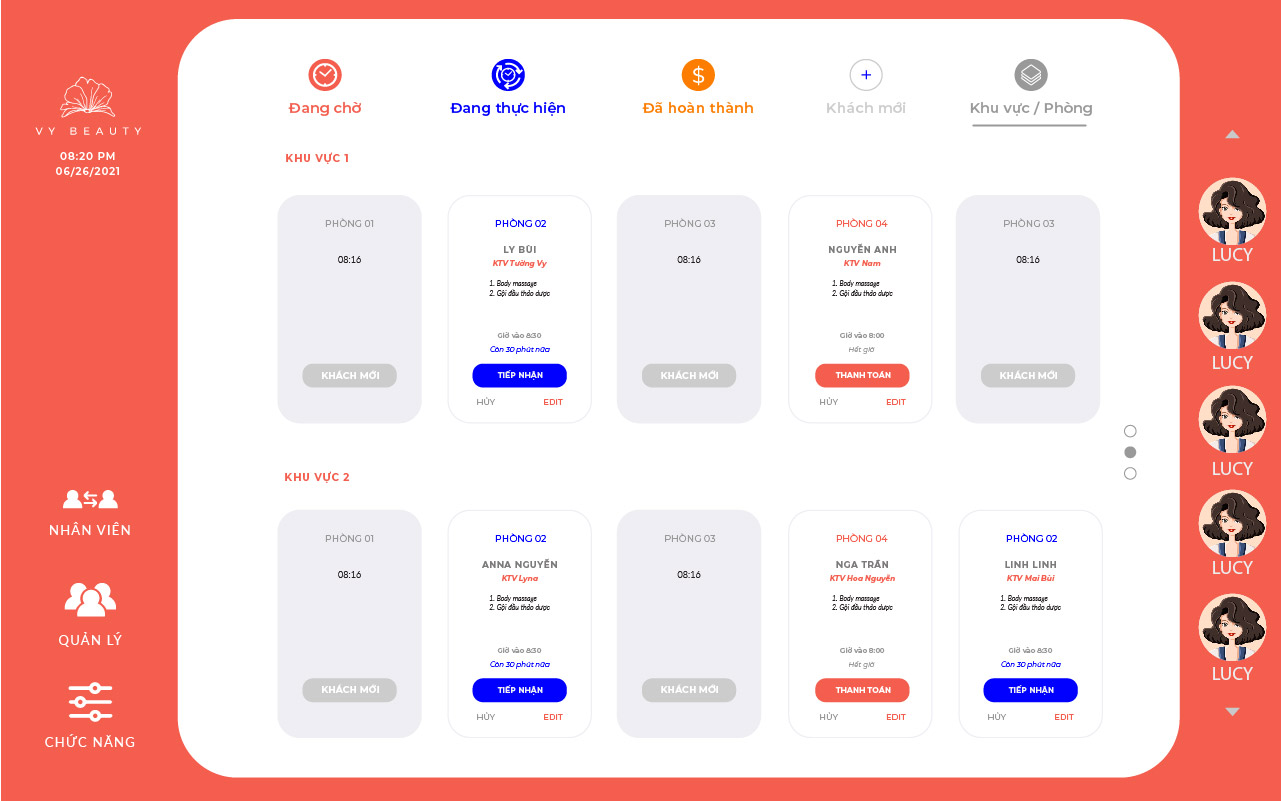 VY BEAUTY
08:20 PM
06/26/2021
NHÂN VIÊN
QUẢN LÝ
CHỨC NĂNG
Đang chờ
Đang thực hiện
$
Đã hoàn thành
+
Khách mới
Khu vực / Phòng
KHU VỰC 1
PHÒNG 01
08:16
KHÁCH MỚI
PHÒNG 02
LY BÙI
KTV Tường Vy
1. Body massage
2. Gội đầu thảo dược
Giờ vào 8:30
Còn 30 phút nữa
TIẾP NHẬN
HỦY EDIT
PHÒNG 03
08:16
KHÁCH MỚI
PHÒNG 04
NGUYỄN ANH
KTV Nam
1. Body massage
2. Gội đầu thảo dược
Giờ vào 8:00
Hết giờ
THANH TOÁN
HỦY EDIT
PHÒNG 03
08:16
KHÁCH MỚI
KHU VỰC 2
PHÒNG 01
08:16
KHÁCH MỚI
PHÒNG 02
ANNA NGUYỄN
KTV Lyna
1. Body massage
2. Gội đầu thảo dược
Giờ vào 8:30
Còn 30 phút nữa
TIẾP NHẬN
HỦY EDIT
PHÒNG 03
08:16
KHÁCH MỚI
PHÒNG 04
NGA TRẦN
KTV Hoa Nguyễn
1. Body massage
2. Gội đầu thảo dược
Giờ vào 8:00
Hết giờ
THANH TOÁN
HỦY EDIT
PHÒNG 02
LINH LINH
KTV Mai Bùi
1. Body massage
2. Gội đầu thảo dược
Giờ vào 8:30
Còn 30 phút nữa
TIẾP NHẬN
HỦY EDIT
LUCY
LUCY
LUCY
LUCY
LUCY